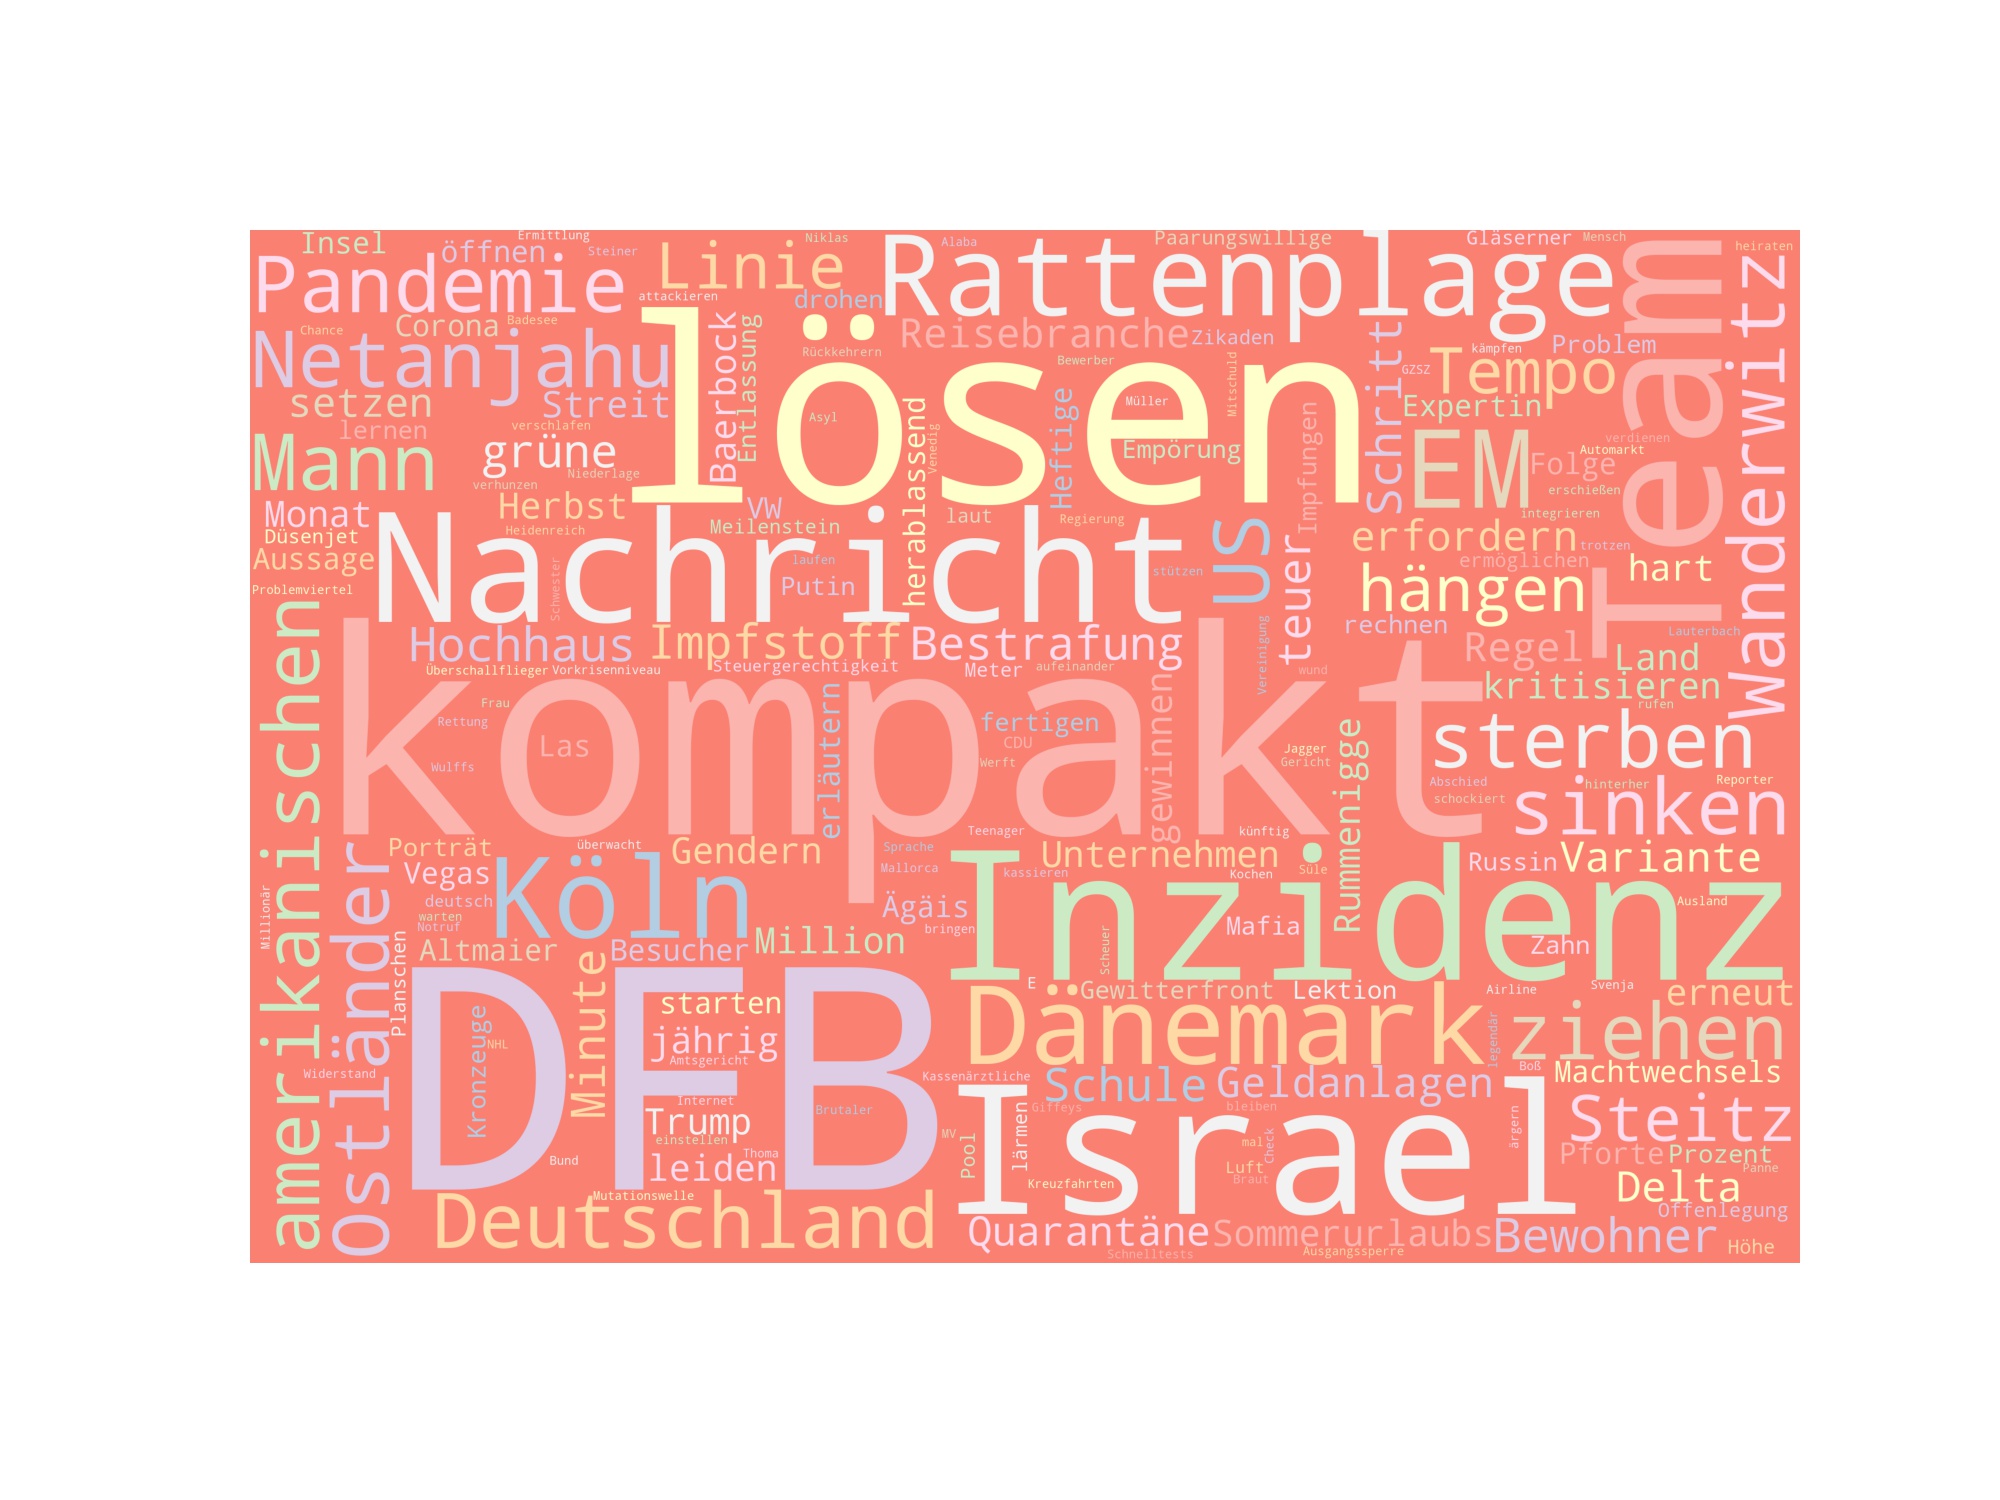 Insel
öffnen
Ermittlung
Steiner
Linie
Niklas
Alaba
Rattenplage
Paarungswillige
Gläserner
Mensch
heiraten
Pandemie
attackieren
drohen
Team
Wanderwitz
Chance
Corona
Badesee
Netanjahu
Baerbock
Entlassung
lösen
Rückkehrern
Reisebranche
Zikaden
Schritt
kämpfen
Problem
setzen
Streit
Asyl
herablassend
Venedig
Heftige
Bewerber
Müller
Mitschuld
GZSZ
Tempo
Expertin
lernen
verschlafen
grüne
Empörung
Impfungen
EM
verdienen
Automarkt
Mann
Niederlage
verhunzen
Folge
erschießen
Monat
Herbst
VW
Meilenstein
laut
Regierung
US
integrieren
Düsenjet
Heidenreich
Nachricht
teuer
erfordern
trotzen
Aussage
Schwester
laufen
Putin
stützen
ermöglichen
hart
Problemviertel
hängen
amerikanischen
Hochhaus
Impfstoff
Bestrafung
Vereinigung
rechnen
Regel
Lauterbach
Land
Überschallflieger
Vorkrisenniveau
Steuergerechtigkeit
Meter
aufeinander
wund
kritisieren
rufen
kompakt
Frau
Rettung
erläutern
fertigen
gewinnen
Rummenigge
Las
CDU
Jagger
Gericht
sterben
Wulffs
Werft
Abschied
hinterher
Reporter
schockiert
sinken
Ostländer
Porträt
überwacht
Gendern
Teenager
Sprache
künftig
Unternehmen
Vegas
Köln
Mallorca
kassieren
Kochen
Süle
Inzidenz
Russin
Variante
Millionär
deutsch
warten
Notruf
Ägäis
bringen
Mafia
Ausland
Planschen
Altmaier
Besucher
Million
Scheuer
Zahn
Minute
DFB
starten
E
Gewitterfront
Lektion
Airline
Svenja
erneut
Kronzeuge
NHL
jährig
Dänemark
legendär
ziehen
Widerstand
Amtsgericht
Kassenärztliche
Schule
Geldanlagen
Boß
Machtwechsels
Internet
Trump
Brutaler
Israel
lärmen
Giffeys
bleiben
ärgern
Steitz
einstellen
MV
mal
Check
Thoma
Bund
leiden
Pool
Luft
Braut
Pforte
Prozent
Panne
Mutationswelle
Kreuzfahrten
Delta
Offenlegung
Deutschland
Quarantäne
Sommerurlaubs
Bewohner
Schnelltests
Ausgangssperre
Höhe